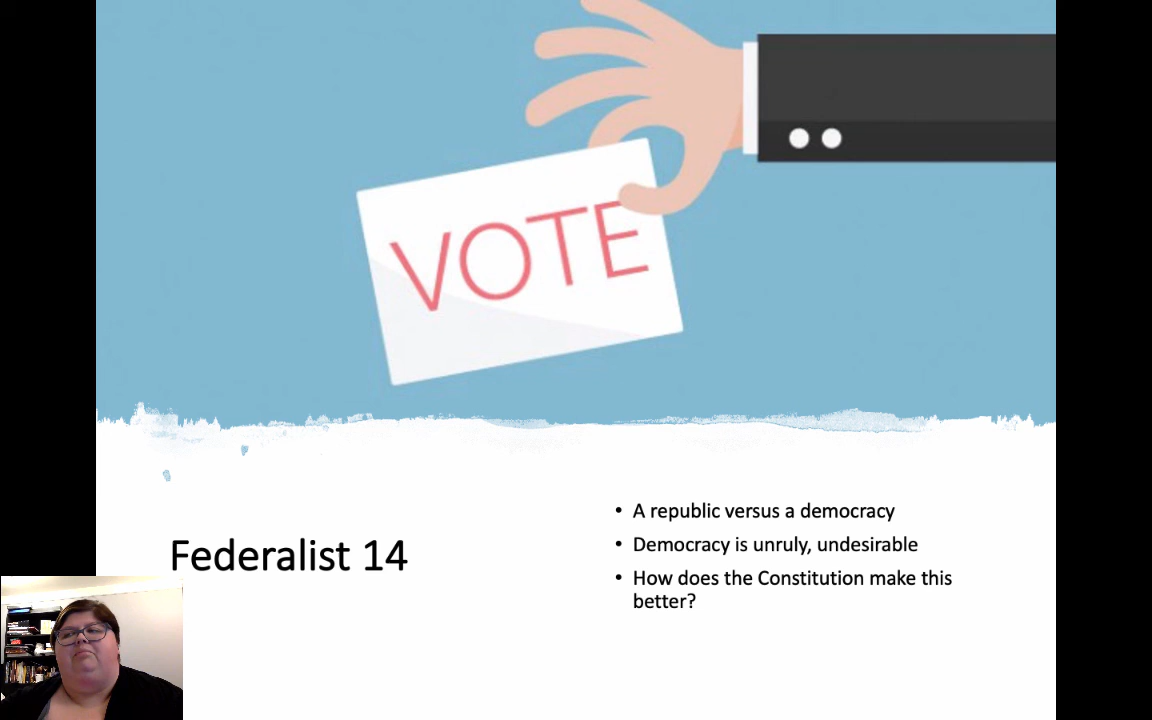 VOTE
Federalist 14
• A republic versus a democracy
• Democracy is unruly, undesirable
• How does the Constitution make this
better?